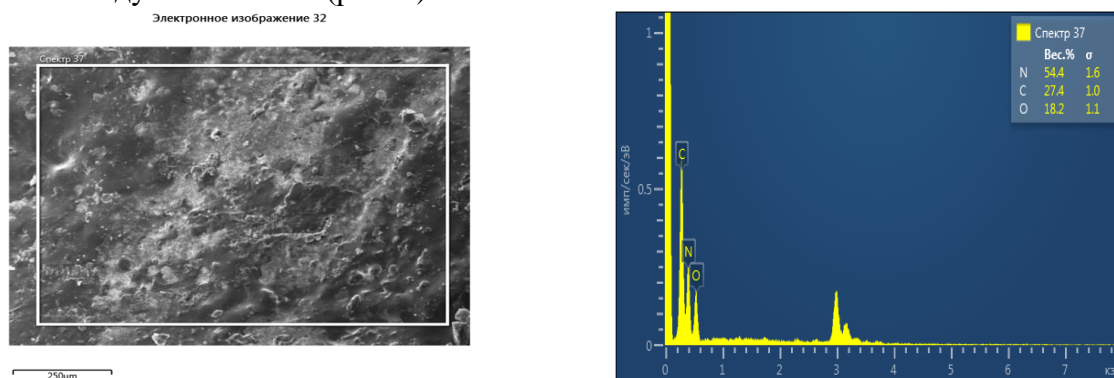 Электронное изображение 32
Спектр 37
250μm
Спектр 37
Вес.% σ
N 54.4 1.6
C 27.4 1.0
O 18.2 1.1
имп/сек/эВ
1
0.5
0
C
N
O
0 1 2 3 4 5 6 7